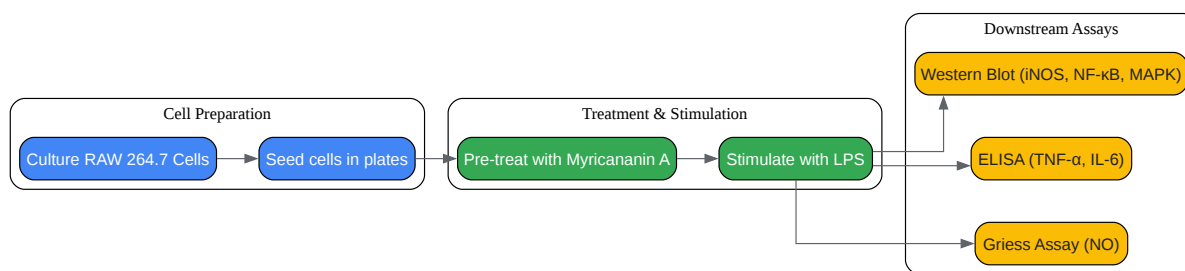 Cell Preparation
Culture RAW 264.7 Cells
Seed cells in plates
Treatment & Stimulation
Pre-treat with Myricananin A
Stimulate with LPS
Downstream Assays
Western Blot (iNOS, NF-κB, MAPK)
ELISA (TNF-α, IL-6)
Griess Assay (NO)